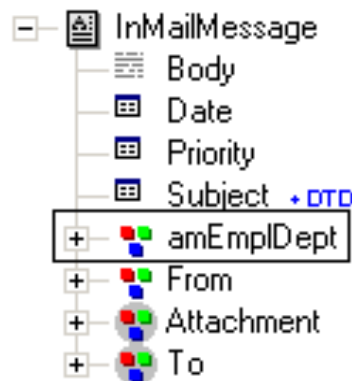 InMailMessage
Body
Date
Priority
Subject + DTD
amEmplDept
From
Attachment
To